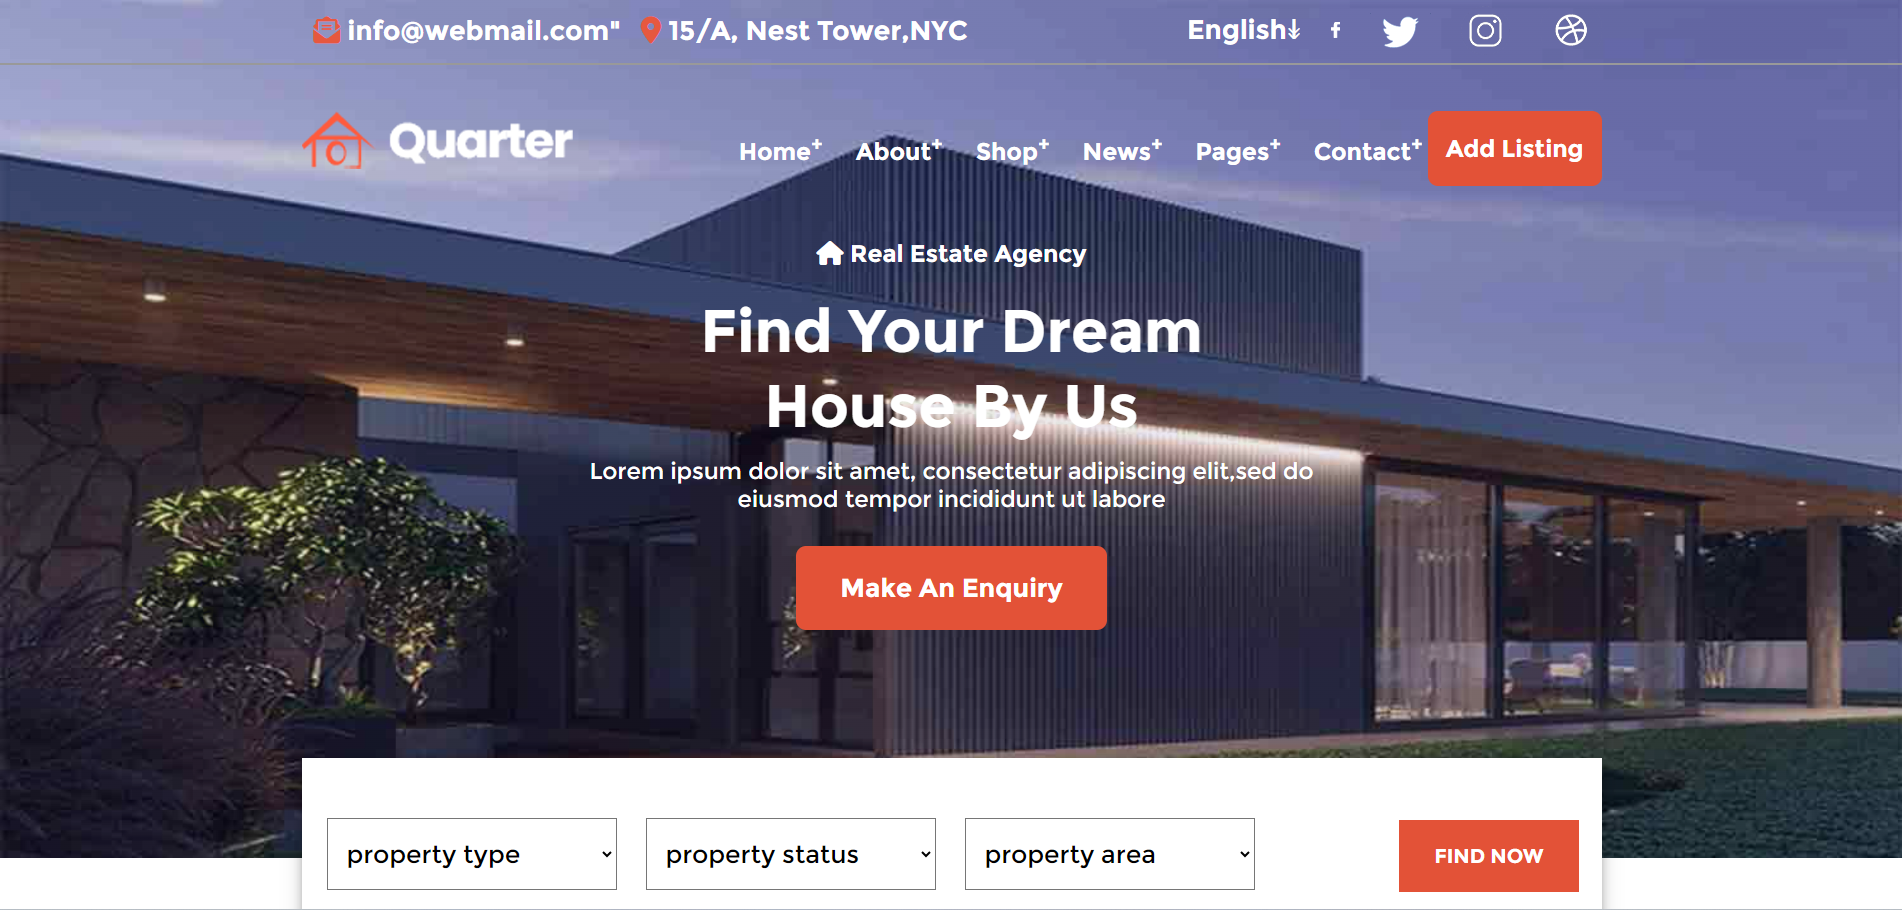 info@webmail.com" 15/A, Nest Tower,NYC English
Quarter Home+ About+ Shop+ News+ Pages+ Contact+ Add Listing
Real Estate Agency
Find Your Dream
House By Us
Lorem ipsum dolor sit amet, consectetur adipiscing elit,sed do
eiusmod tempor incididunt ut labore
Make An Enquiry
property type property status property area FIND NOW